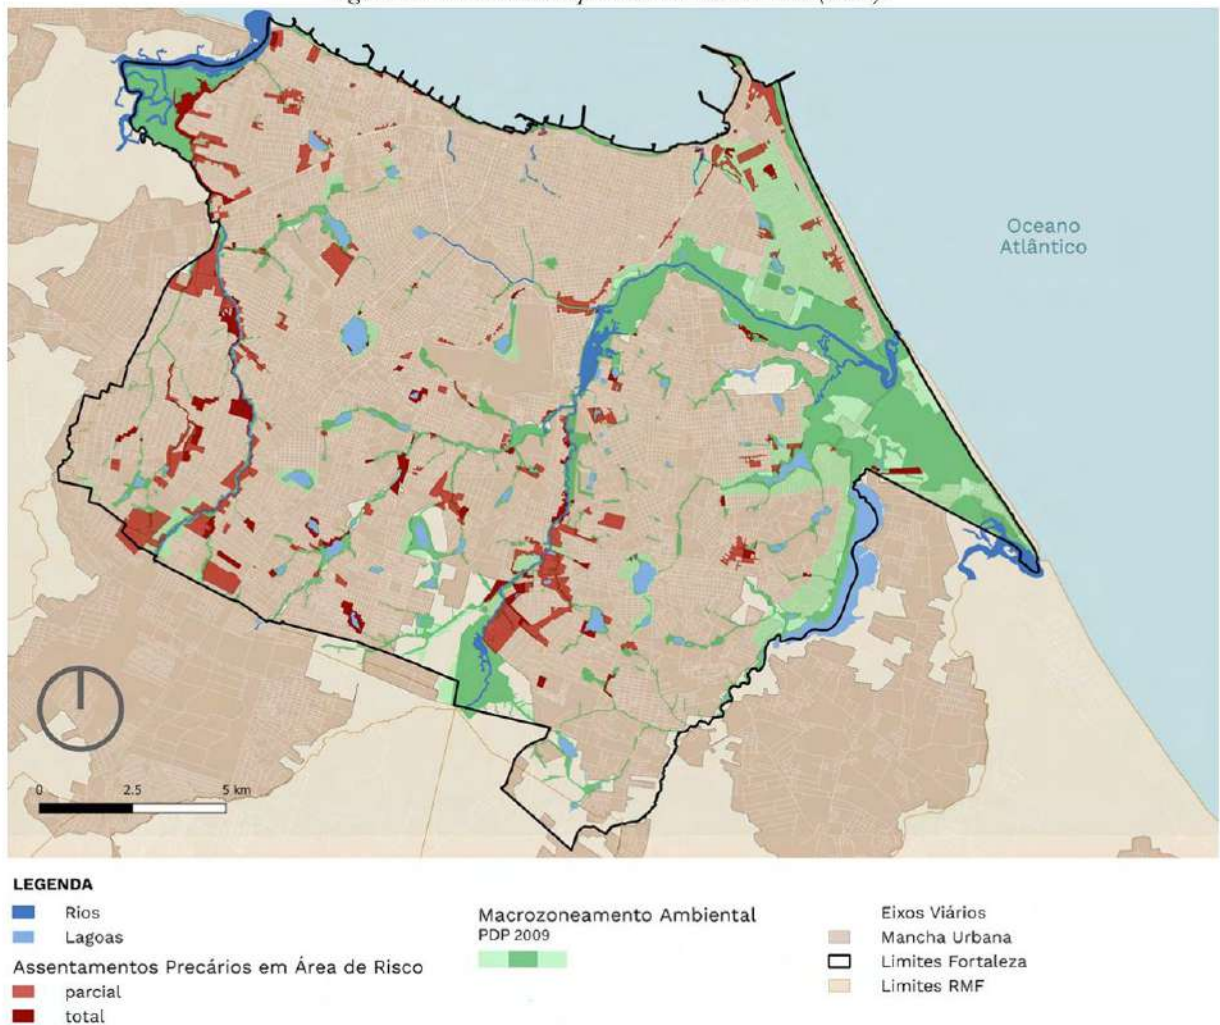 Oceano
Atlântico
0 2.5 5 km
LEGENDA
Rios
Lagoas
Assentamentos Precários em Área de Risco
parcial
total
Macrozoneamento Ambiental
PDP 2009
Eixos Viários
Mancha Urbana
Limites Fortaleza
Limites RMF